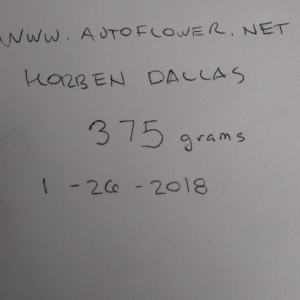 WWW. AUTOFLOWER. NET
KORBEN DALLAS
375 grams
1 - 26 - 2018